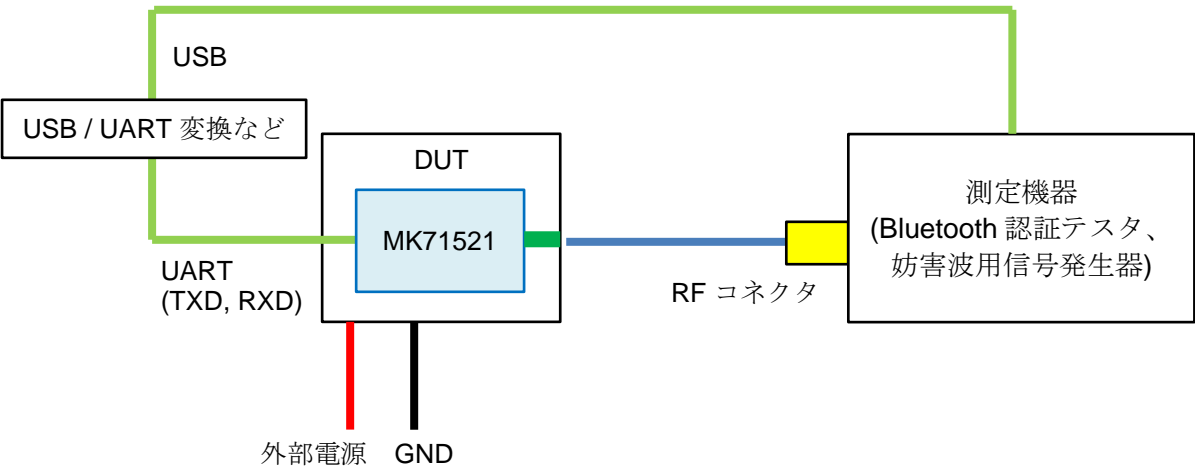 USB
USB / UART 変換など
DUT
MK71521
UART
(TXD, RXD)
RF コネクタ
測定機器
(Bluetooth 認証テスタ、
妨害波用信号発生器)
外部電源
GND